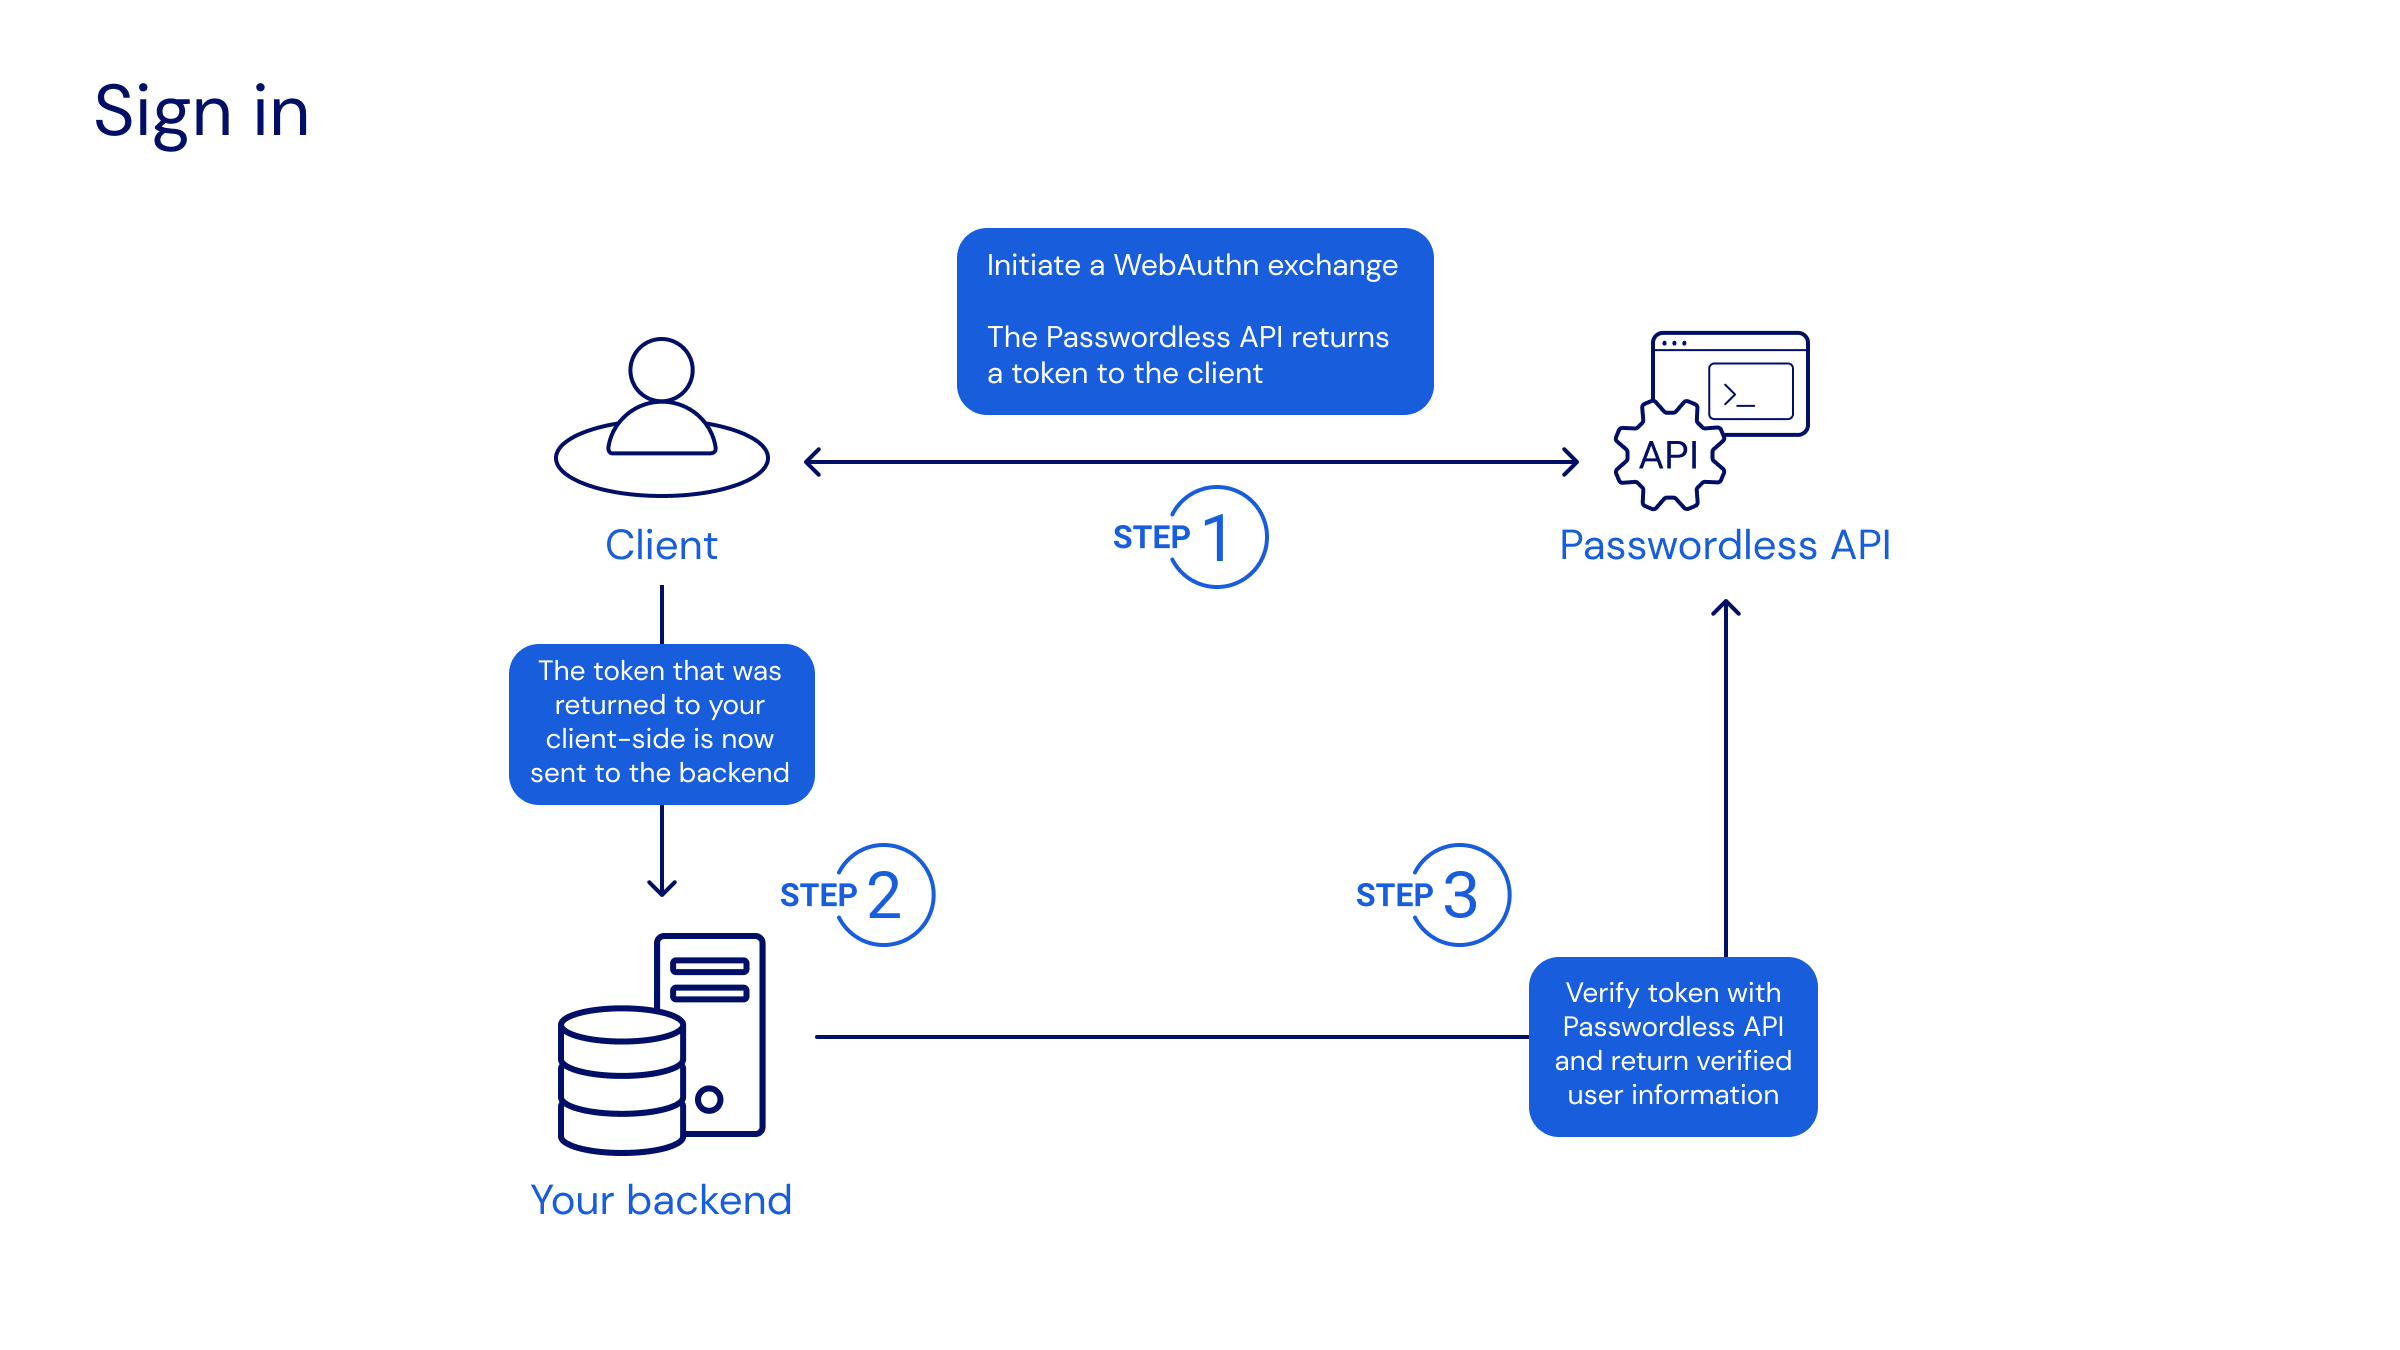 Sign in
Initiate a WebAuthn exchange
The Passwordless API returns
a token to the client
>_
API
STEP 1
Client
Passwordless API
The token that was
returned to your
client-side is now
sent to the backend
STEP 2
STEP 3
Verify token with
Passwordless API
and return verified
user information
Your backend